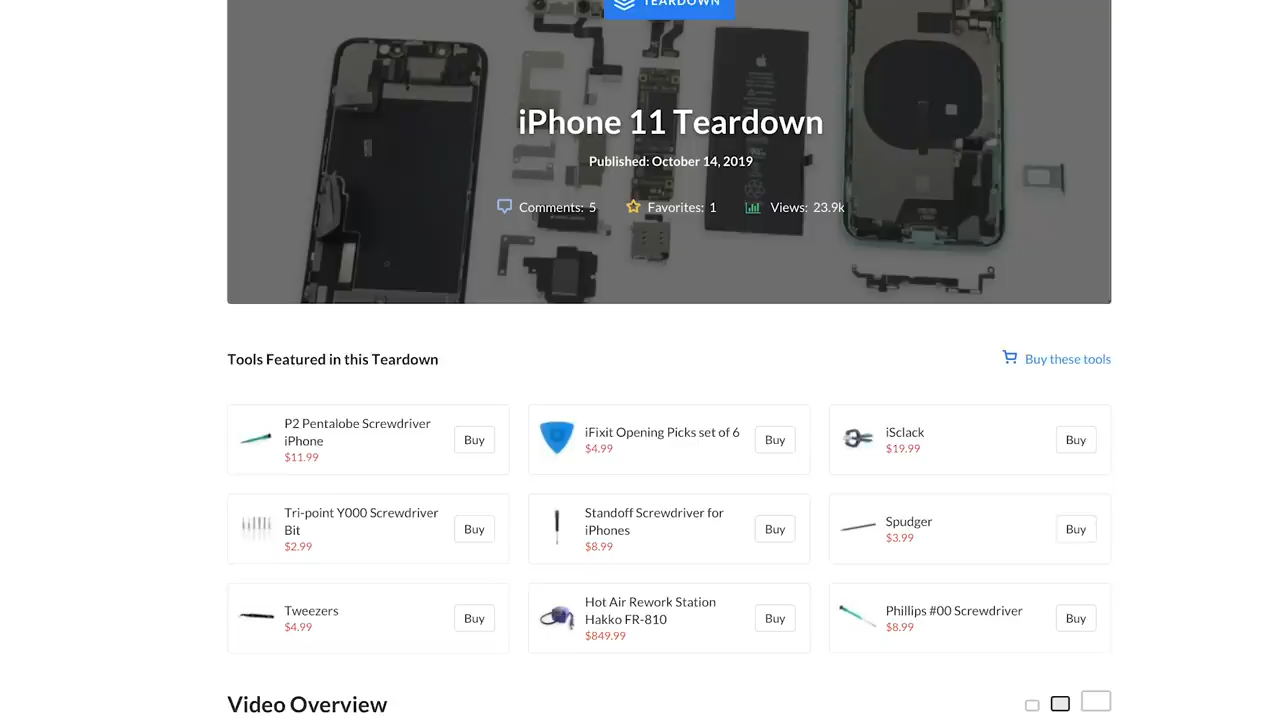 TEARDOWN
iPhone 11 Teardown
Published: October 14, 2019
Comments: 5 Favorites: 1 Views: 23.9k
Tools Featured in this Teardown
Buy these tools
P2 Pentalobe Screwdriver
iPhone
$11.99
Buy
iFixit Opening Picks set of 6
$4.99
Buy
iSclack
$19.99
Buy
Tri-point Y000 Screwdriver
Bit
$2.99
Buy
Standoff Screwdriver for
iPhones
$8.99
Buy
Spudger
$3.99
Buy
Tweezers
$4.99
Buy
Hot Air Rework Station
Hakko FR-810
$849.99
Buy
Phillips #00 Screwdriver
$8.99
Buy
Video Overview